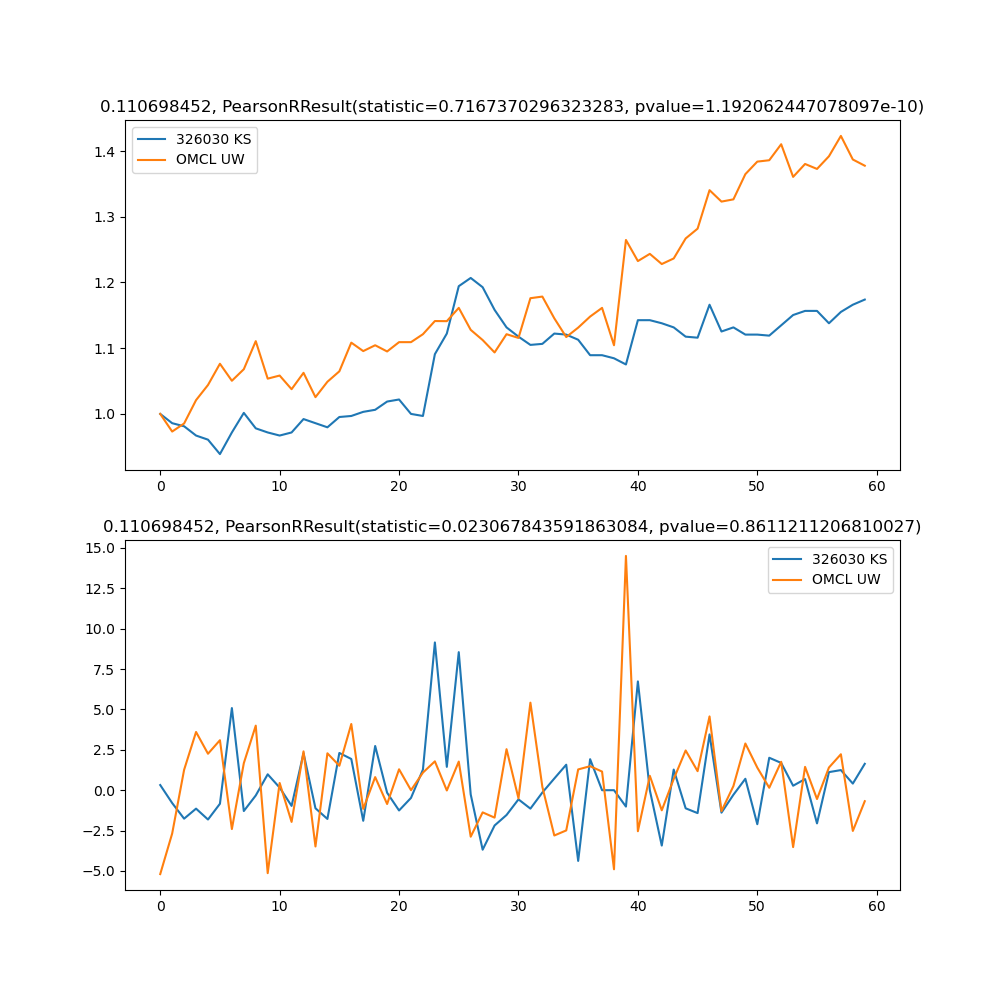 0.110698452, PearsonRResult(statistic=0.7167370296323283, pvalue=1.192062447078097e-10)
326030 KS
OMCL UW
1.4
1.3
1.2
1.1
1.0
0 10 20 30 40 50 60
0.110698452, PearsonRResult(statistic=0.023067843591863084, pvalue=0.8611211206810027)
326030 KS
OMCL UW
15.0
12.5
10.0
7.5
5.0
2.5
0.0
−2.5
−5.0
0 10 20 30 40 50 60